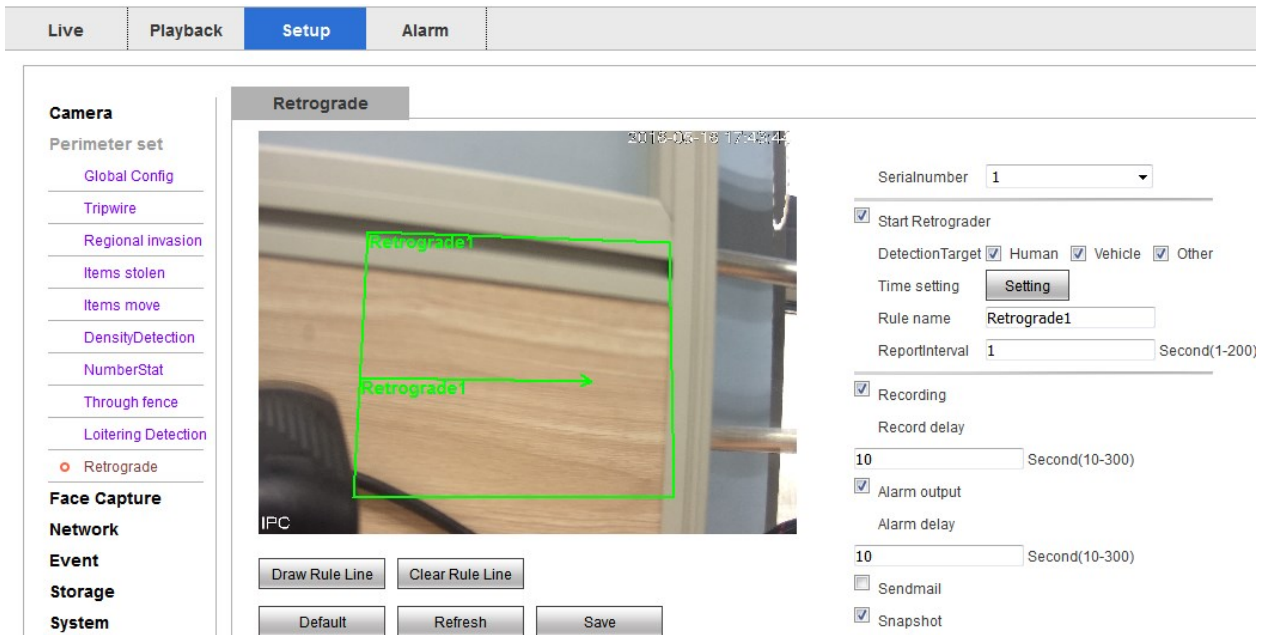 Live Playback Setup Alarm
Camera
Perimeter set
Global Config
Tripwire
Regional invasion
Items stolen
Items move
DensityDetection
NumberStat
Through fence
Loitering Detection
Retrograde
Face Capture
Network
Event
Storage
System
Retrograde
Retrograde1
Retrograde1
IPC
Draw Rule Line Clear Rule Line
Default Refresh Save
Serialnumber 1
Start Retrograder
DetectionTarget Human Vehicle Other
Time setting Setting
Rule name Retrograde1
ReportInterval 1 Second(1-200)
Recording
Record delay
10 Second(10-300)
Alarm output
Alarm delay
10 Second(10-300)
Sendmail
Snapshot